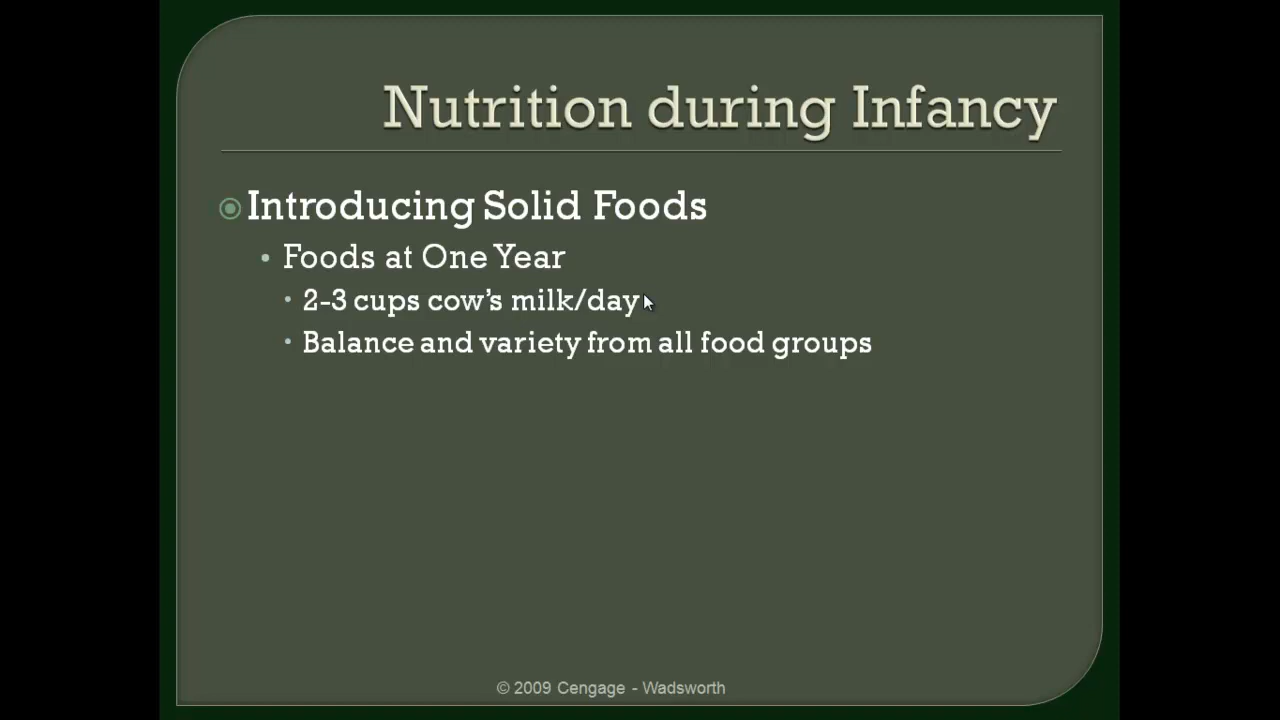 Nutrition during Infancy
Introducing Solid Foods
Foods at One Year
2-3 cups cow’s milk/day
Balance and variety from all food groups
© 2009 Cengage - Wadsworth